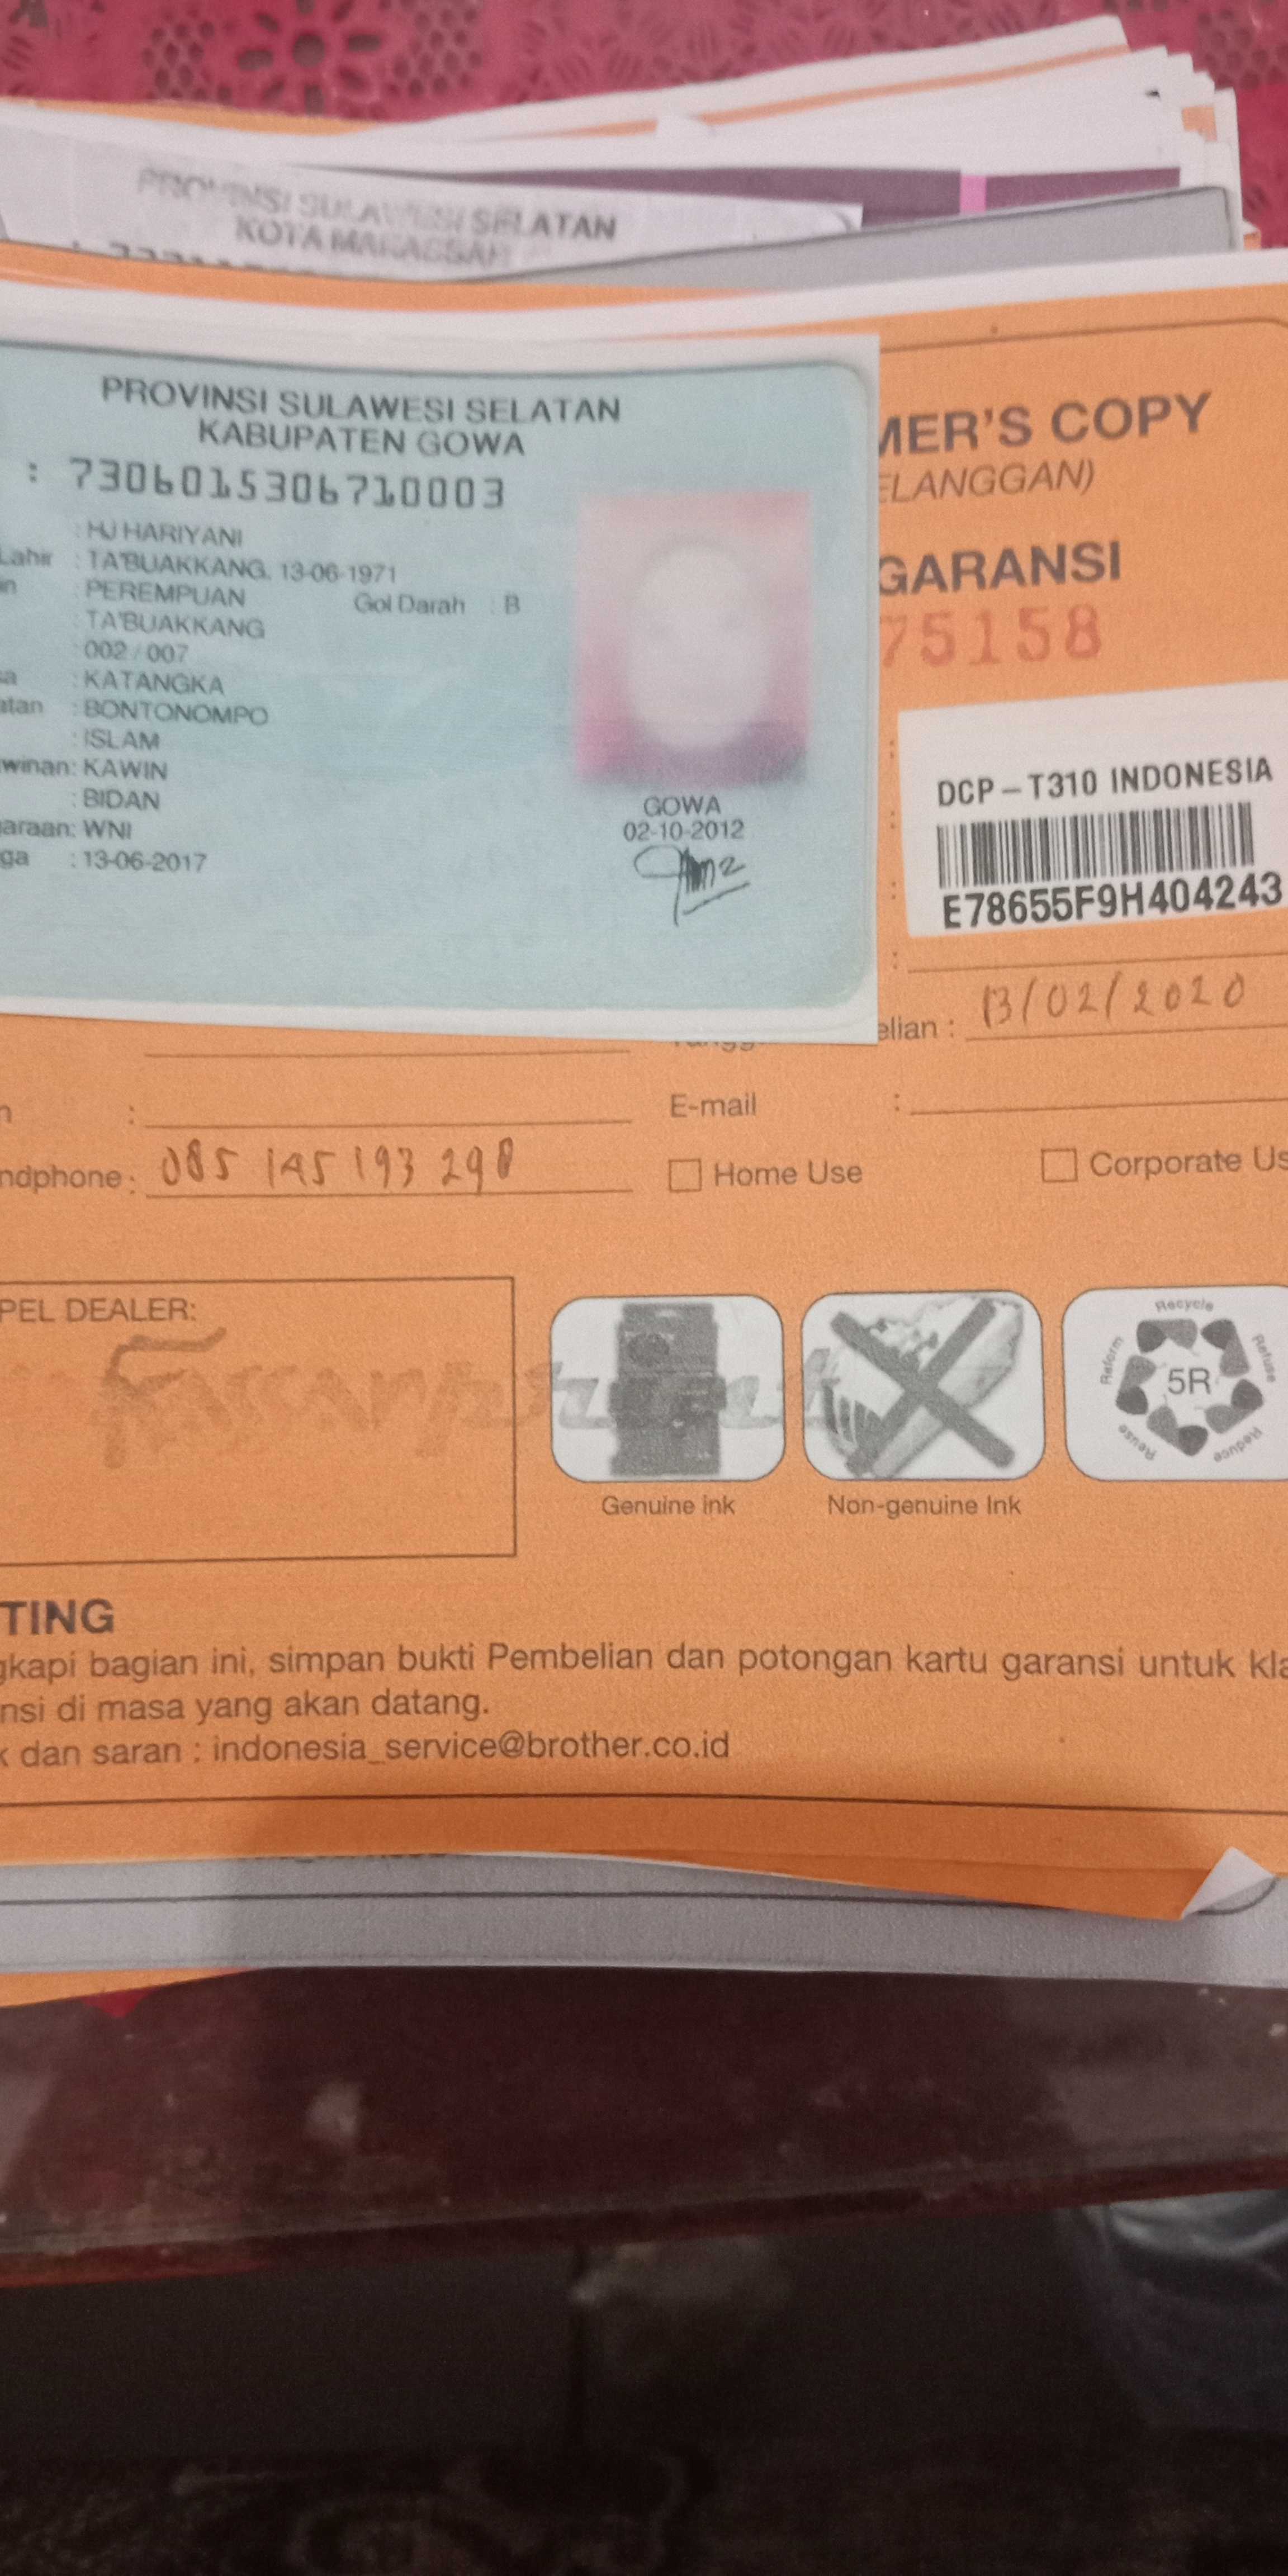 PROVINSI SULAWESI SELATAN
KOTA MAKASSAR
PROVINSI SULAWESI SELATAN
KABUPATEN GOWA
: 7306015306710003
: HJ HARIYANI
Lahir : TA'BUAKKANG, 13-06-1971
in : PEREMPUAN Gol Darah : B
: TA'BUAKKANG
: 002 / 007
sa : KATANGKA
atan : BONTONOMPO
: ISLAM
winan: KAWIN
: BIDAN
garaan: WNI
ga : 13-06-2017
GOWA
02-10-2012
MER'S COPY
ELANGGAN)
GARANSI
75158
DCP-T310 INDONESIA
E78655F9H404243
elian : 13/02/2020
n :
E-mail :
ndphone : 085 145 193 298
Home Use
Corporate Us
PEL DEALER:
Genuine ink
Non-genuine Ink
Recycle
Refuse
Reduce
Reuse
Reform
5R
TING
gkapi bagian ini, simpan bukti Pembelian dan potongan kartu garansi untuk kla
nsi di masa yang akan datang.
k dan saran : indonesia_service@brother.co.id